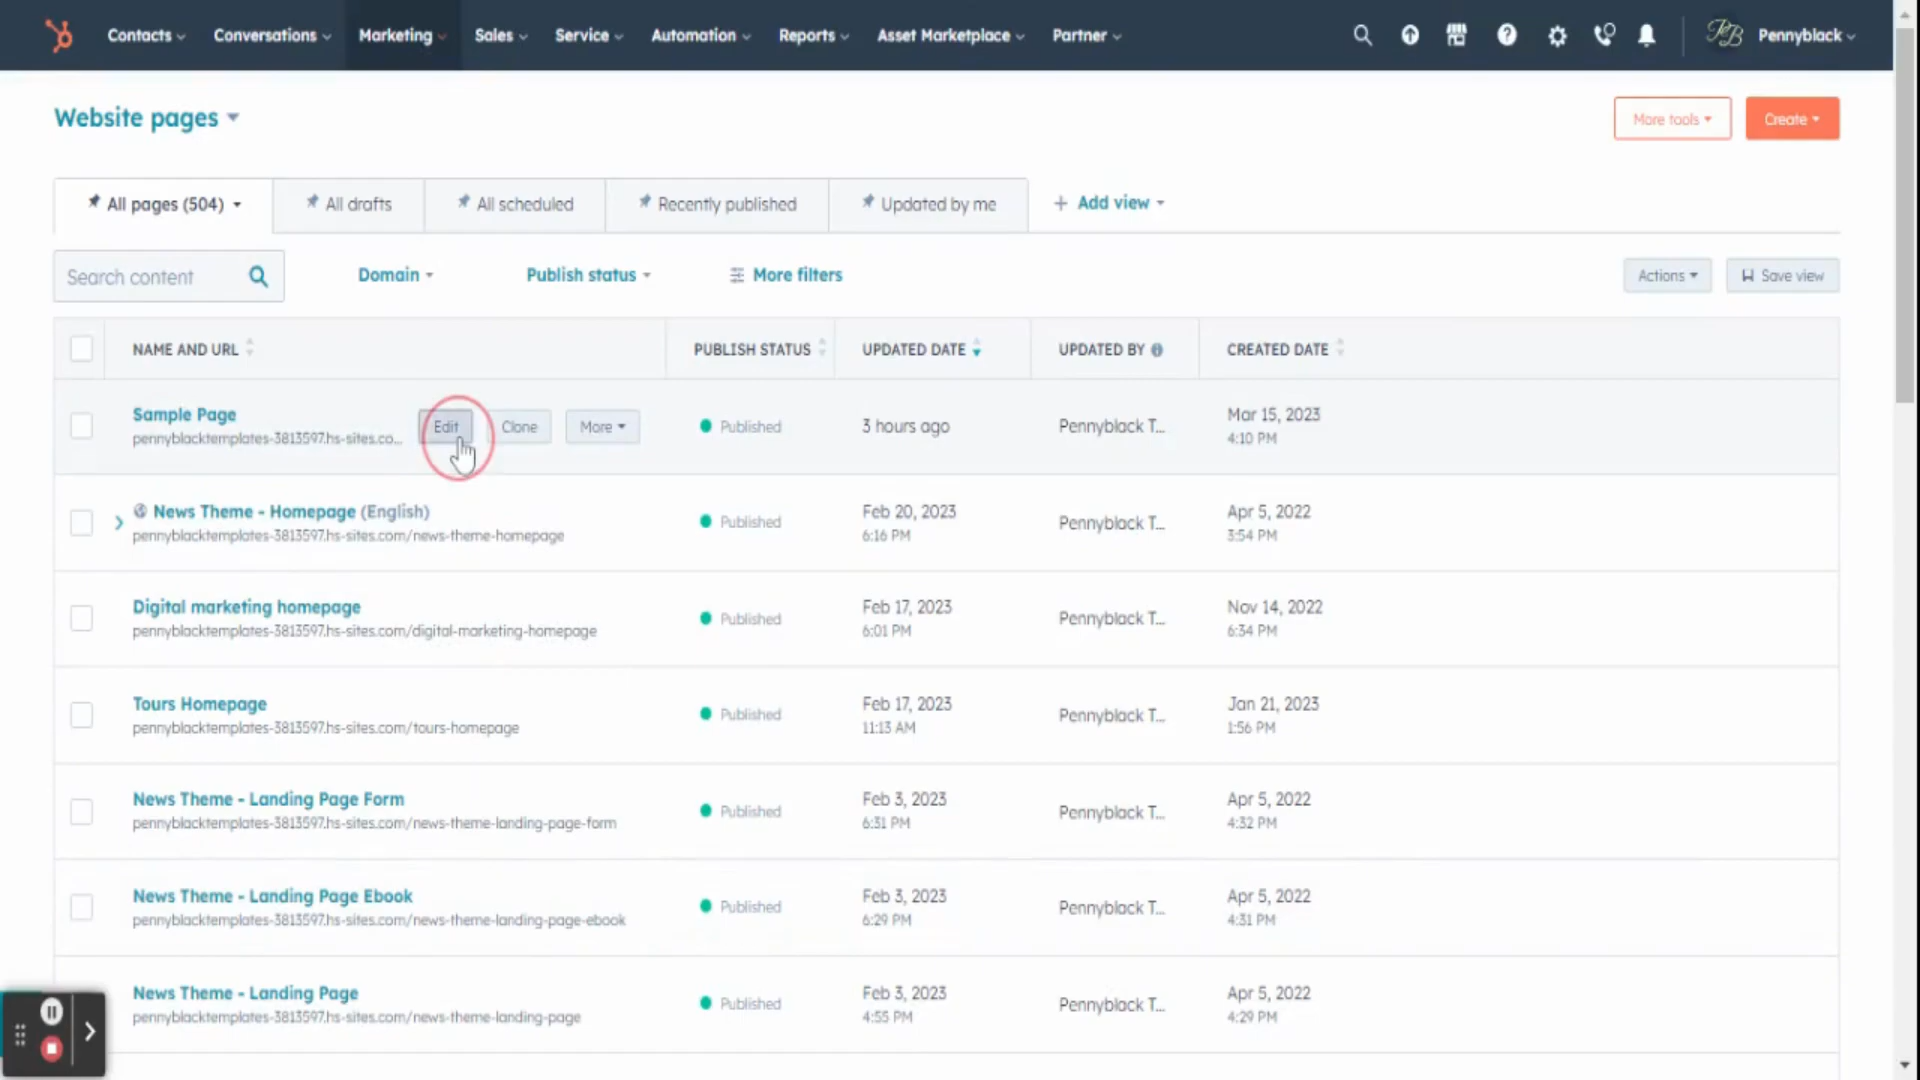 Contacts Conversations Marketing Sales Service Automation Reports Asset Marketplace Partner Pennyblack
Website pages More tools Create
All pages (504) All drafts All scheduled Recently published Updated by me + Add view
Search content Domain Publish status More filters Actions Save view
NAME AND URL PUBLISH STATUS UPDATED DATE UPDATED BY CREATED DATE
Sample Page Edit Clone More Published 3 hours ago Pennyblack T... Mar 15, 2023
pennyblacktemplates-3813597.hs-sites.co... 4:10 PM
News Theme - Homepage (English) Published Feb 20, 2023 Pennyblack T... Apr 5, 2022
pennyblacktemplates-3813597.hs-sites.com/news-theme-homepage 6:16 PM 3:54 PM
Digital marketing homepage Published Feb 17, 2023 Pennyblack T... Nov 14, 2022
pennyblacktemplates-3813597.hs-sites.com/digital-marketing-homepage 6:01 PM 6:34 PM
Tours Homepage Published Feb 17, 2023 Pennyblack T... Jan 21, 2023
pennyblacktemplates-3813597.hs-sites.com/tours-homepage 11:13 AM 1:56 PM
News Theme - Landing Page Form Published Feb 3, 2023 Pennyblack T... Apr 5, 2022
pennyblacktemplates-3813597.hs-sites.com/news-theme-landing-page-form 6:31 PM 4:32 PM
News Theme - Landing Page Ebook Published Feb 3, 2023 Pennyblack T... Apr 5, 2022
pennyblacktemplates-3813597.hs-sites.com/news-theme-landing-page-ebook 6:29 PM 4:31 PM
News Theme - Landing Page Published Feb 3, 2023 Pennyblack T... Apr 5, 2022
pennyblacktemplates-3813597.hs-sites.com/news-theme-landing-page 4:55 PM 4:29 PM